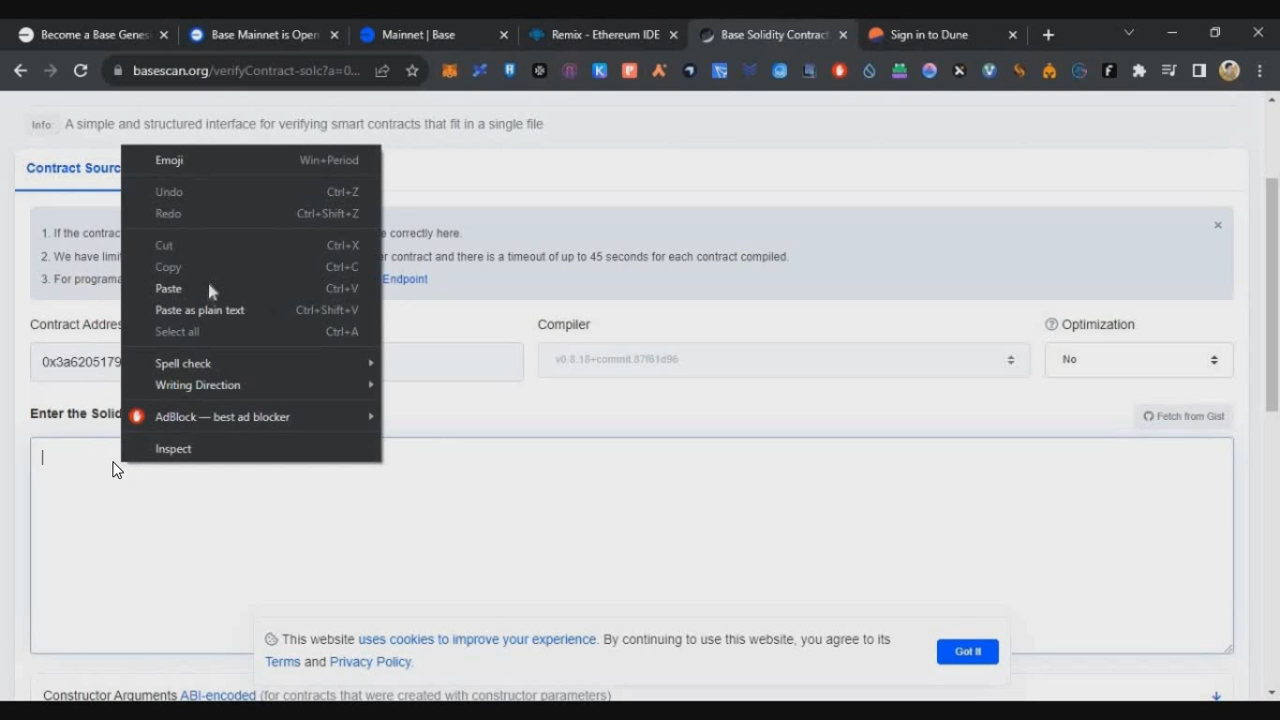 Become a Base Genes
Base Mainnet is Open
Mainnet | Base
Remix - Ethereum IDE
Base Solidity Contract
Sign in to Dune
basescan.org/verifyContract-solc?a=0...
Info: A simple and structured interface for verifying smart contracts that fit in a single file
Contract Sourc
Emoji Win+Period
Undo Ctrl+Z
Redo Ctrl+Shift+Z
Cut Ctrl+X
Copy Ctrl+C
Paste Ctrl+V
Paste as plain text Ctrl+Shift+V
Select all Ctrl+A
Spell check
Writing Direction
AdBlock — best ad blocker
Inspect
1. If the contrac e correctly here.
2. We have limit r contract and there is a timeout of up to 45 seconds for each contract compiled.
3. For programa Endpoint
Contract Addres Compiler Optimization
0x3a6205179 v0.8.18+commit.87f61d96 No
Enter the Solid Fetch from Gist
This website uses cookies to improve your experience. By continuing to use this website, you agree to its
Terms and Privacy Policy.
Got It!
Constructor Arguments ABI-encoded (for contracts that were created with constructor parameters)